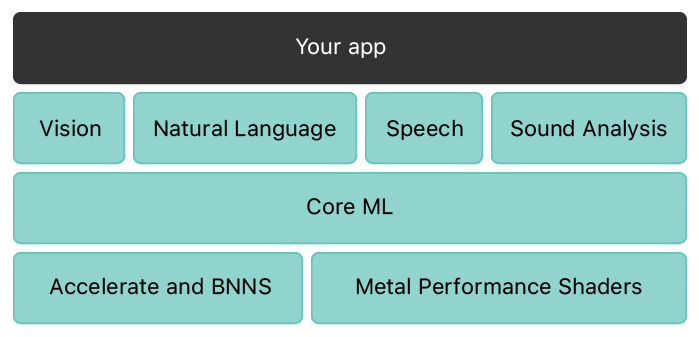 Your app
Vision
Natural Language
Speech
Sound Analysis
Core ML
Accelerate and BNNS
Metal Performance Shaders